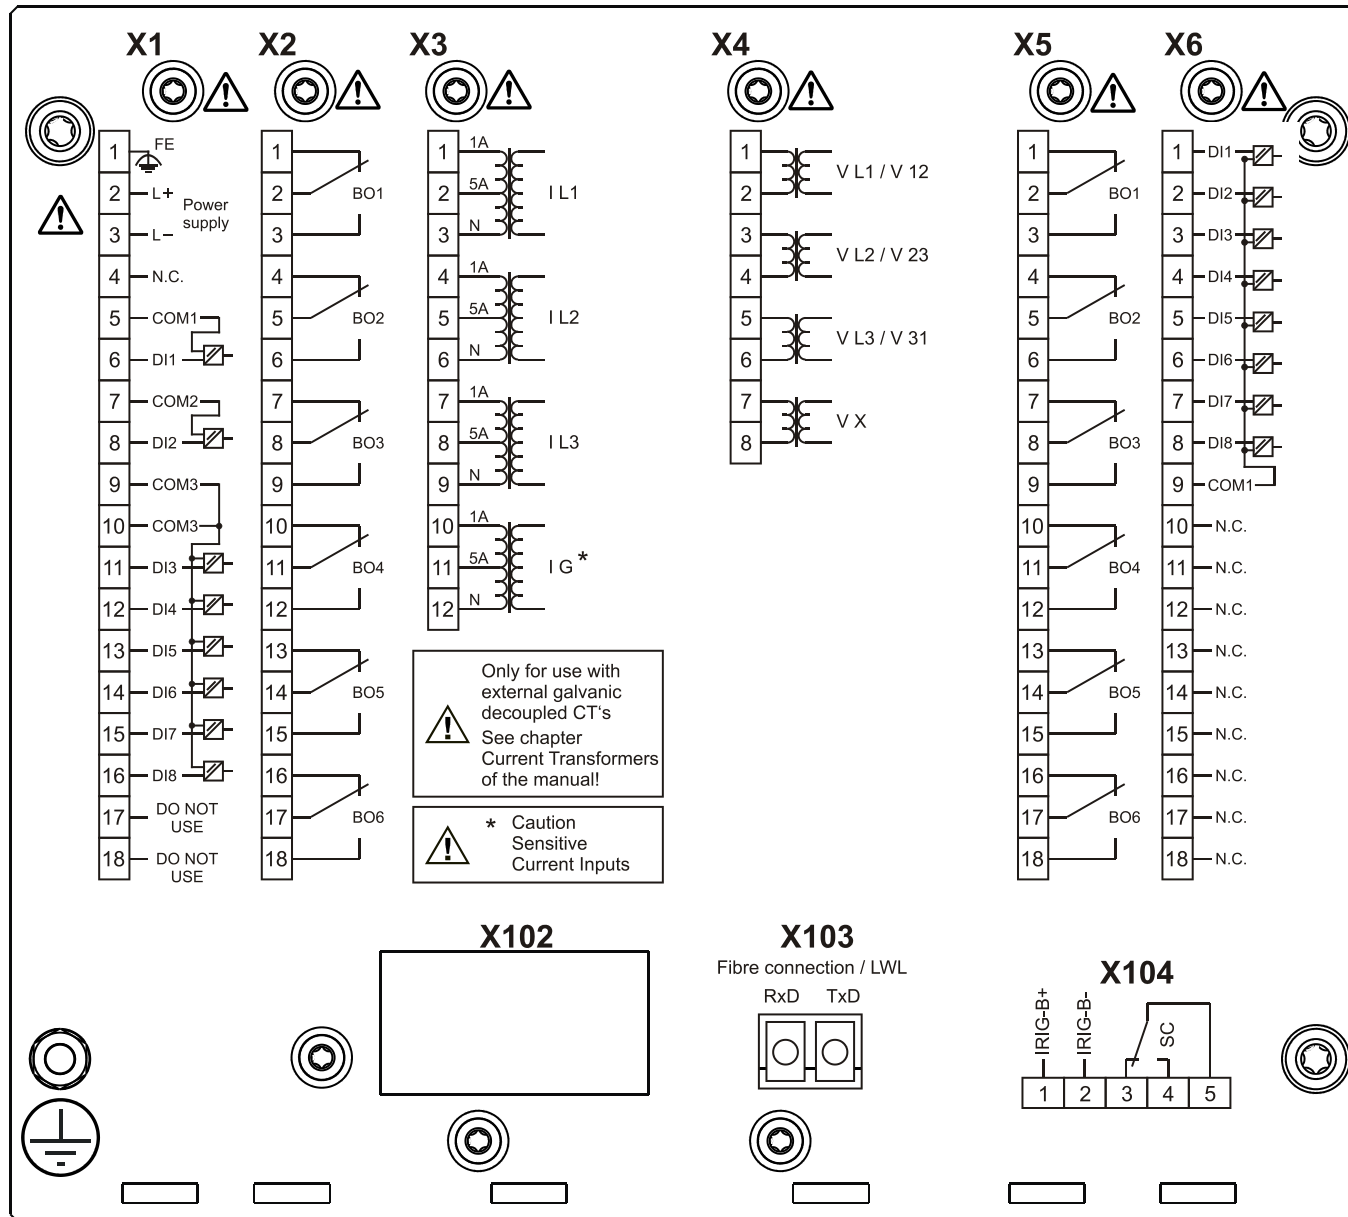 X1
X2
X3
X4
X5
X6
1 FE
2 L+
Power
supply
3 L−
4 N.C.
5 COM1
6 DI1
7 COM2
8 DI2
9 COM3
10 COM3
11 DI3
12 DI4
13 DI5
14 DI6
15 DI7
16 DI8
17 DO NOT
USE
18 DO NOT
USE
1
2 BO1
3
4
5 BO2
6
7
8 BO3
9
10
11 BO4
12
13
14 BO5
15
16
17 BO6
18
1 1A
2 5A I L1
3 N
4 1A
5 5A I L2
6 N
7 1A
8 5A I L3
9 N
10 1A
11 5A I G *
12 N
Only for use with
external galvanic
decoupled CT's
See chapter
Current Transformers
of the manual!
* Caution
Sensitive
Current Inputs
1
V L1 / V 12
2
3
V L2 / V 23
4
5
V L3 / V 31
6
7
V X
8
1
2 BO1
3
4
5 BO2
6
7
8 BO3
9
10
11 BO4
12
13
14 BO5
15
16
17 BO6
18
1 DI1
2 DI2
3 DI3
4 DI4
5 DI5
6 DI6
7 DI7
8 DI8
9 COM1
10 N.C.
11 N.C.
12 N.C.
13 N.C.
14 N.C.
15 N.C.
16 N.C.
17 N.C.
18 N.C.
X102
X103
Fibre connection / LWL
RxD TxD
X104
IRIG-B+
IRIG-B-
SC
1 2 3 4 5